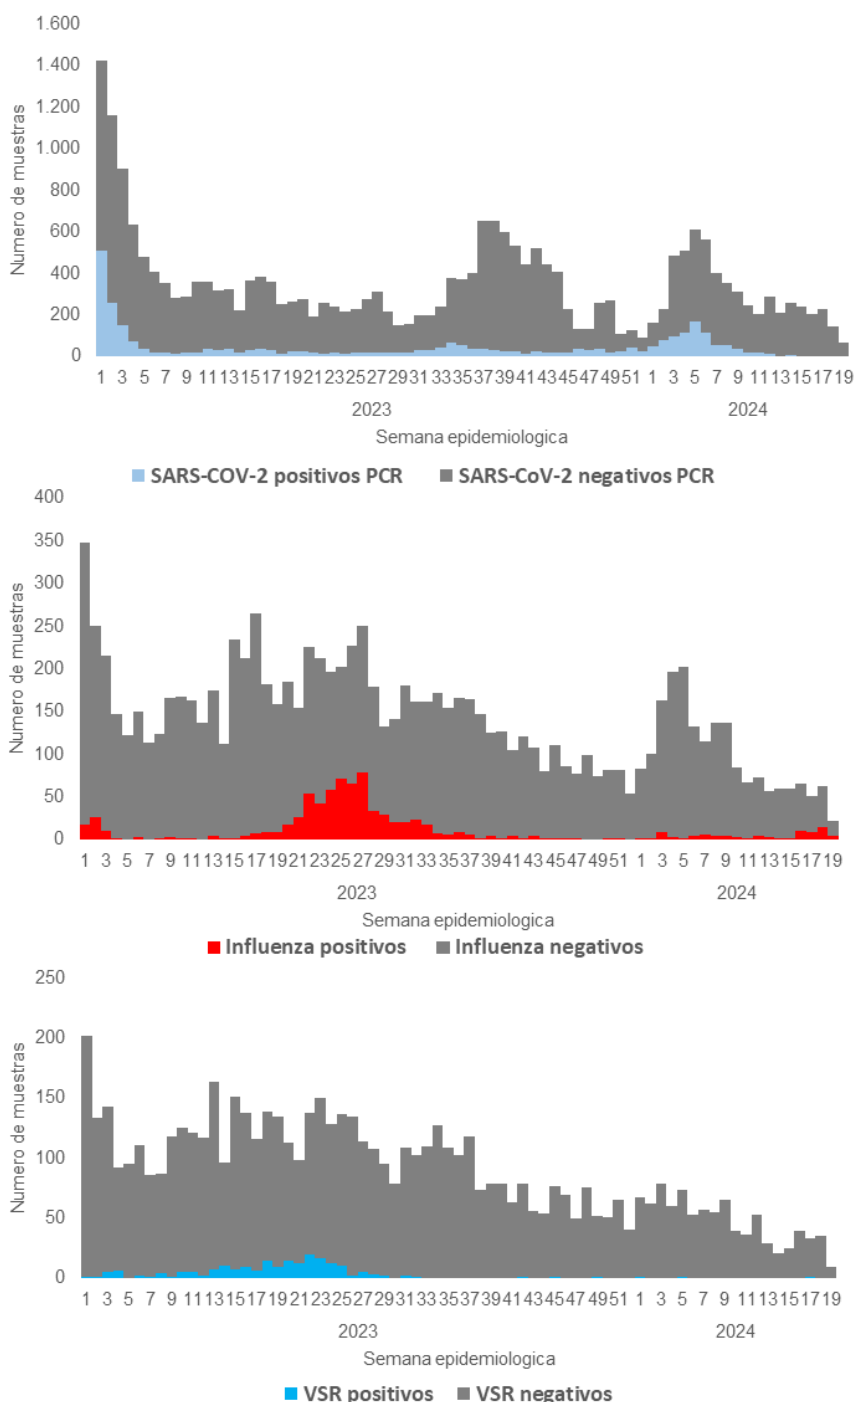 1.600
1.400
1.200
1.000
800
600
400
200
0
Numero de muestras
1 3 5 7 9 11 13 15 17 19 21 23 25 27 29 31 33 35 37 39 41 43 45 47 49 51 1 3 5 7 9 11 13 15 17 19
2023 2024
Semana epidemiologica
SARS-COV-2 positivos PCR SARS-CoV-2 negativos PCR
400
350
300
250
200
150
100
50
0
Numero de muestras
1 3 5 7 9 11 13 15 17 19 21 23 25 27 29 31 33 35 37 39 41 43 45 47 49 51 1 3 5 7 9 11 13 15 17 19
2023 2024
Semana epidemiologica
Influenza positivos Influenza negativos
250
200
150
100
50
0
Numero de muestras
1 3 5 7 9 11 13 15 17 19 21 23 25 27 29 31 33 35 37 39 41 43 45 47 49 51 1 3 5 7 9 11 13 15 17 19
2023 2024
Semana epidemiologica
VSR positivos VSR negativos